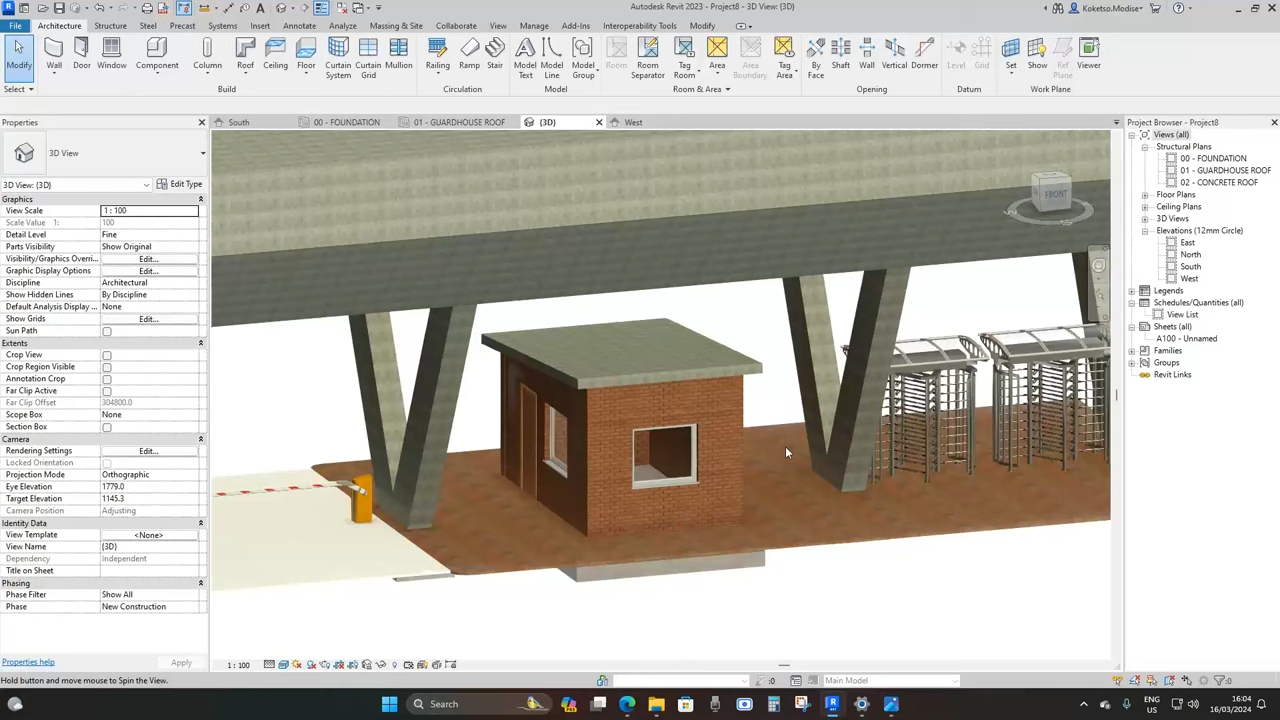 Autodesk Revit 2023 - Project8 - 3D View: {3D}
Koketso.Modise
File Architecture Structure Steel Precast Systems Insert Annotate Analyze Massing & Site Collaborate View Manage Add-Ins Interoperability Tools Modify
Modify Wall Door Window Component Column Roof Ceiling Floor Curtain System Curtain Grid Mullion Railing Ramp Stair Model Text Model Line Model Group Room Room Separator Tag Room Area Area Boundary Tag Area By Face Shaft Wall Vertical Dormer Level Grid Set Show Ref Plane Viewer
Select Build Circulation Model Room & Area Opening Datum Work Plane
Properties
South 00 - FOUNDATION 01 - GUARDHOUSE ROOF {3D} West
Project Browser - Project8
3D View
3D View: {3D} Edit Type
Graphics
View Scale 1 : 100
Scale Value 1: 100
Detail Level Fine
Parts Visibility Show Original
Visibility/Graphics Overri... Edit...
Graphic Display Options Edit...
Discipline Architectural
Show Hidden Lines By Discipline
Default Analysis Display ... None
Show Grids Edit...
Sun Path
Extents
Crop View
Crop Region Visible
Annotation Crop
Far Clip Active
Far Clip Offset 304800.0
Scope Box None
Section Box
Camera
Rendering Settings Edit...
Locked Orientation
Projection Mode Orthographic
Eye Elevation 1779.0
Target Elevation 1145.3
Camera Position Adjusting
Identity Data
View Template <None>
View Name {3D}
Dependency Independent
Title on Sheet
Phasing
Phase Filter Show All
Phase New Construction
Properties help Apply
FRONT
Views (all)
Structural Plans
00 - FOUNDATION
01 - GUARDHOUSE ROOF
02 - CONCRETE ROOF
Floor Plans
Ceiling Plans
3D Views
Elevations (12mm Circle)
East
North
South
West
Legends
Schedules/Quantities (all)
View List
Sheets (all)
A100 - Unnamed
Families
Groups
Revit Links
1 : 100
Hold button and move mouse to Spin the View.
:0 Main Model :0
Search
ENG
US
16:04
16/03/2024